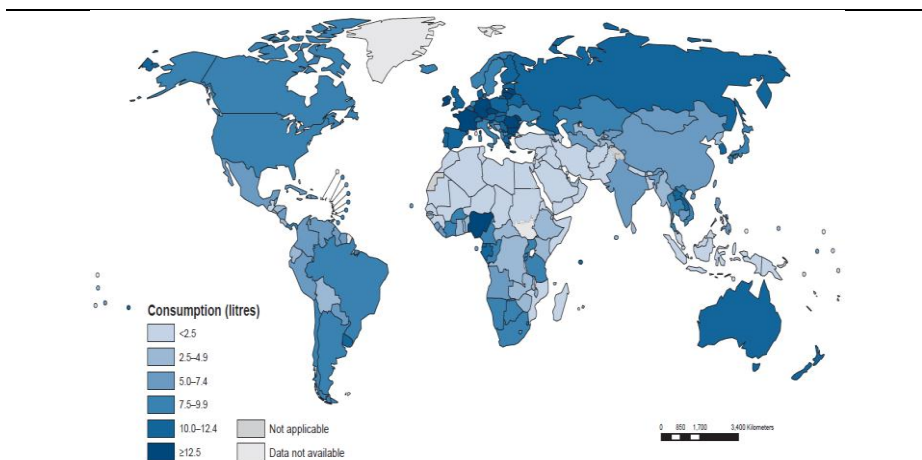 Consumption (litres)
<2.5
2.5–4.9
5.0–7.4
7.5–9.9
10.0–12.4
≥12.5
Not applicable
Data not available
0 850 1,700 3,400 Kilometers